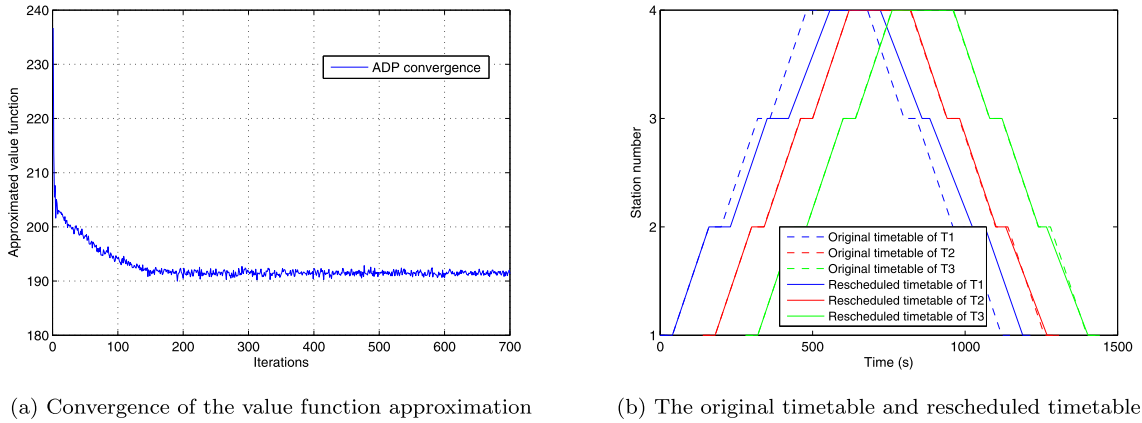 240
230
220
210
200
190
180
0
100
200
300
400
500
600
700
Approximated value function
Iterations
ADP convergence
(a) Convergence of the value function approximation
4
3
2
1
0
500
1000
1500
Station number
Time (s)
Original timetable of T1
Original timetable of T2
Original timetable of T3
Rescheduled timetable of T1
Rescheduled timetable of T2
Rescheduled timetable of T3
(b) The original timetable and rescheduled timetable